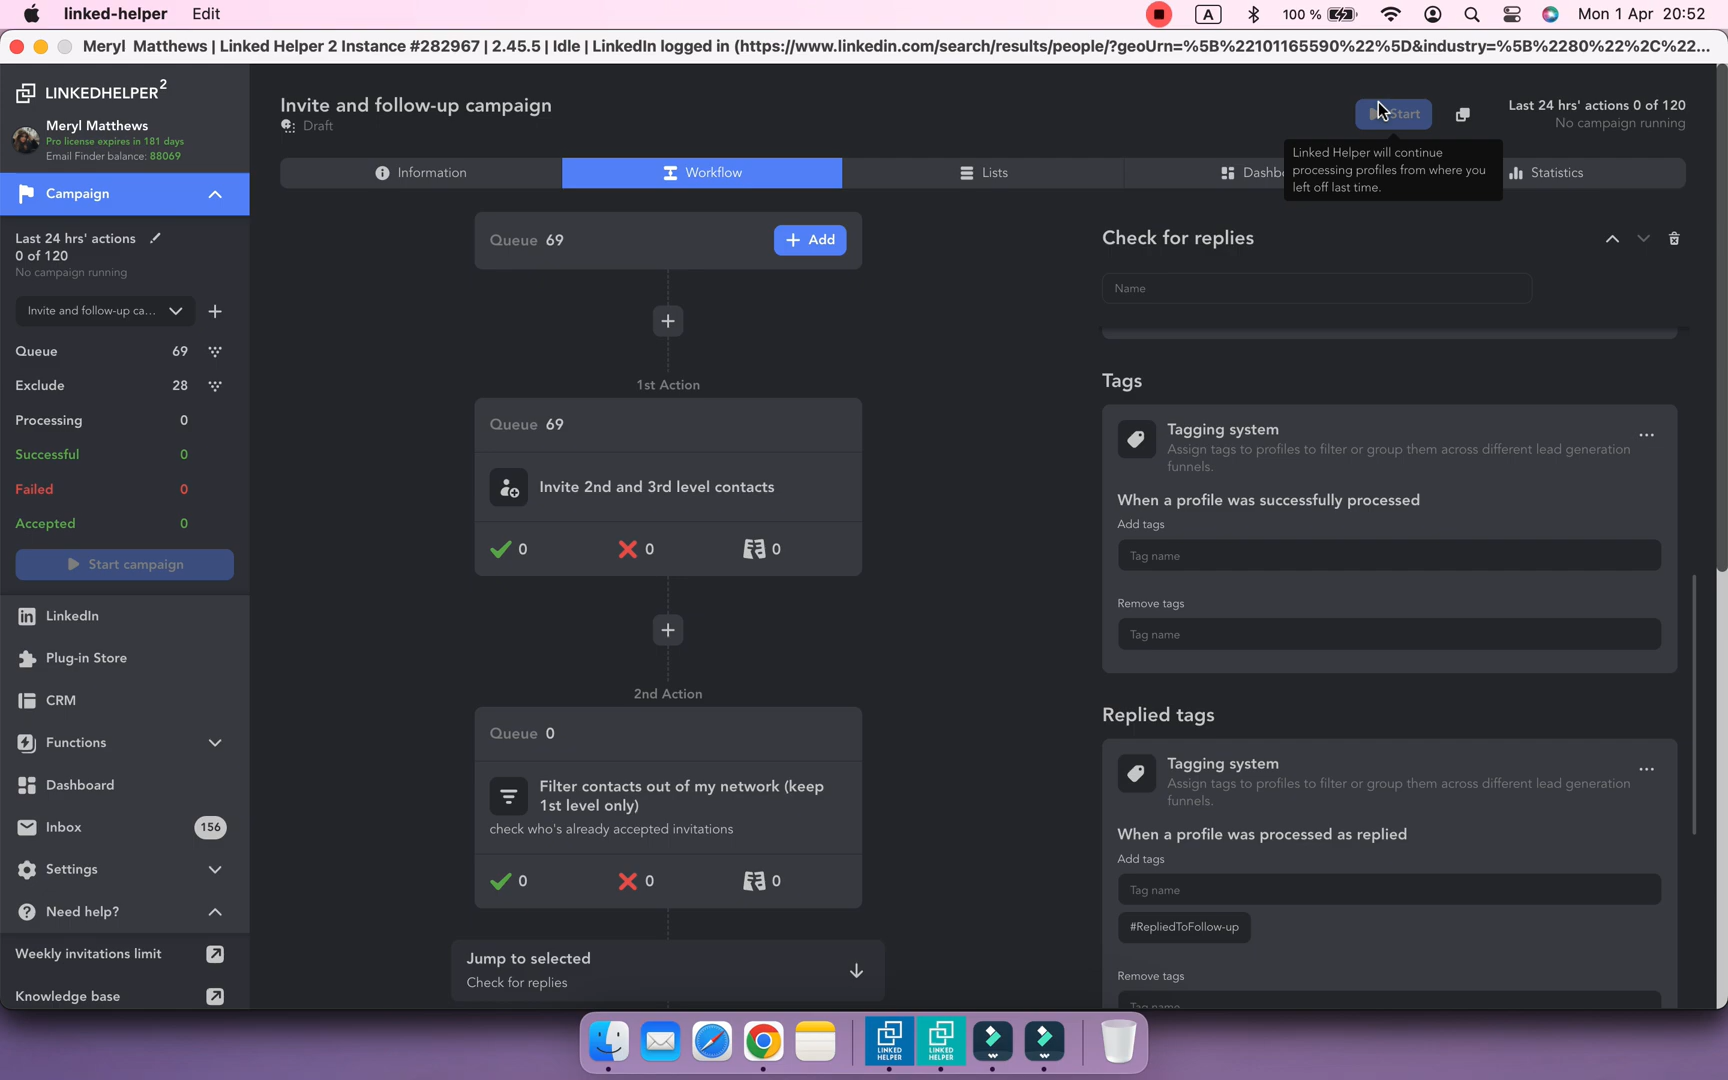 linked-helper Edit
A 100 % Mon 1 Apr 20:52
Meryl Matthews | Linked Helper 2 Instance #282967 | 2.45.5 | Idle | LinkedIn logged in (https://www.linkedin.com/search/results/people/?geoUrn=%5B%22101165590%22%5D&industry=%5B%2280%22%2C%22...
LINKEDHELPER2
Meryl Matthews
Pro license expires in 181 days
Email Finder balance: 88069
Campaign
Last 24 hrs' actions
0 of 120
No campaign running
Invite and follow-up ca...
Queue 69
Exclude 28
Processing 0
Successful 0
Failed 0
Accepted 0
Start campaign
LinkedIn
Plug-in Store
CRM
Functions
Dashboard
Inbox 156
Settings
Need help?
Weekly invitations limit
Knowledge base
Invite and follow-up campaign
Draft
Start
Last 24 hrs' actions 0 of 120
No campaign running
Linked Helper will continue
processing profiles from where you
left off last time.
Information Workflow Lists Dashb Statistics
Queue 69
Add
1st Action
Queue 69
Invite 2nd and 3rd level contacts
0 0 0
2nd Action
Queue 0
Filter contacts out of my network (keep
1st level only)
check who's already accepted invitations
0 0 0
Jump to selected
Check for replies
Check for replies
Name
Tags
Tagging system
Assign tags to profiles to filter or group them across different lead generation
funnels.
When a profile was successfully processed
Add tags
Tag name
Remove tags
Tag name
Replied tags
Tagging system
Assign tags to profiles to filter or group them across different lead generation
funnels.
When a profile was processed as replied
Add tags
Tag name
#RepliedToFollow-up
Remove tags
Tag name
LINKED
HELPER
LINKED
HELPER